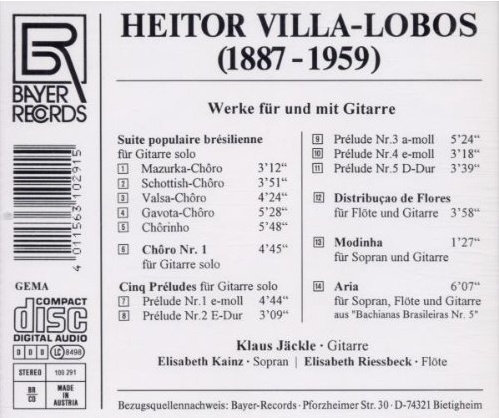 HEITOR VILLA-LOBOS
(1887 - 1959)
BAYER
RECORDS
Werke für und mit Gitarre
Suite populaire brésilienne
für Gitarre solo
1 Mazurka-Chôro 3'12"
2 Schottish-Chôro 3'51"
3 Valsa-Chôro 4'24"
4 Gavota-Chôro 5'28"
5 Chôrinho 5'48"
6 Chôro Nr. 1 4'45"
für Gitarre solo
Cinq Préludes für Gitarre solo
7 Prélude Nr.1 e-moll 4'44"
8 Prélude Nr.2 E-Dur 3'09"
9 Prélude Nr.3 a-moll 5'24"
10 Prélude Nr.4 e-moll 3'18"
11 Prélude Nr.5 D-Dur 3'39"
12 Distribuçao de Flores
für Flöte und Gitarre 3'58"
13 Modinha 1'27"
für Sopran und Gitarre
14 Aria 6'07"
für Sopran, Flöte und Gitarre
aus "Bachianas Brasileiras Nr. 5"
Klaus Jäckle · Gitarre
Elisabeth Kainz · Sopran | Elisabeth Riessbeck · Flöte
4 011563 102915
GEMA
COMPACT
disc
DIGITAL AUDIO
D D D LC 8498
STEREO 100 291
BR
CD
MADE IN
AUSTRIA
Bezugsquellennachweis: Bayer-Records · Pforzheimer Str. 30 · D-74321 Bietigheim